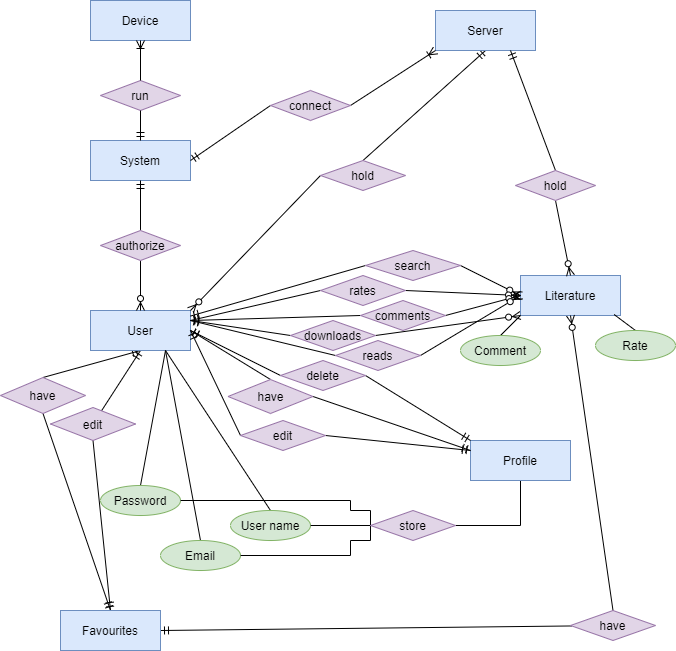 Device
Server
run
connect
System
hold
hold
authorize
search
rates
Literature
comments
User
downloads
Rate
Comment
reads
delete
have
have
edit
edit
Profile
Password
User name
store
Email
have
Favourites